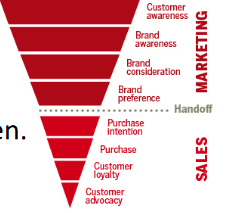 Customer
awareness
Brand
awareness
Brand
consideration
Brand
preference
MARKETING
Handoff
en.
Purchase
intention
Purchase
Customer
loyalty
Customer
advocacy
SALES